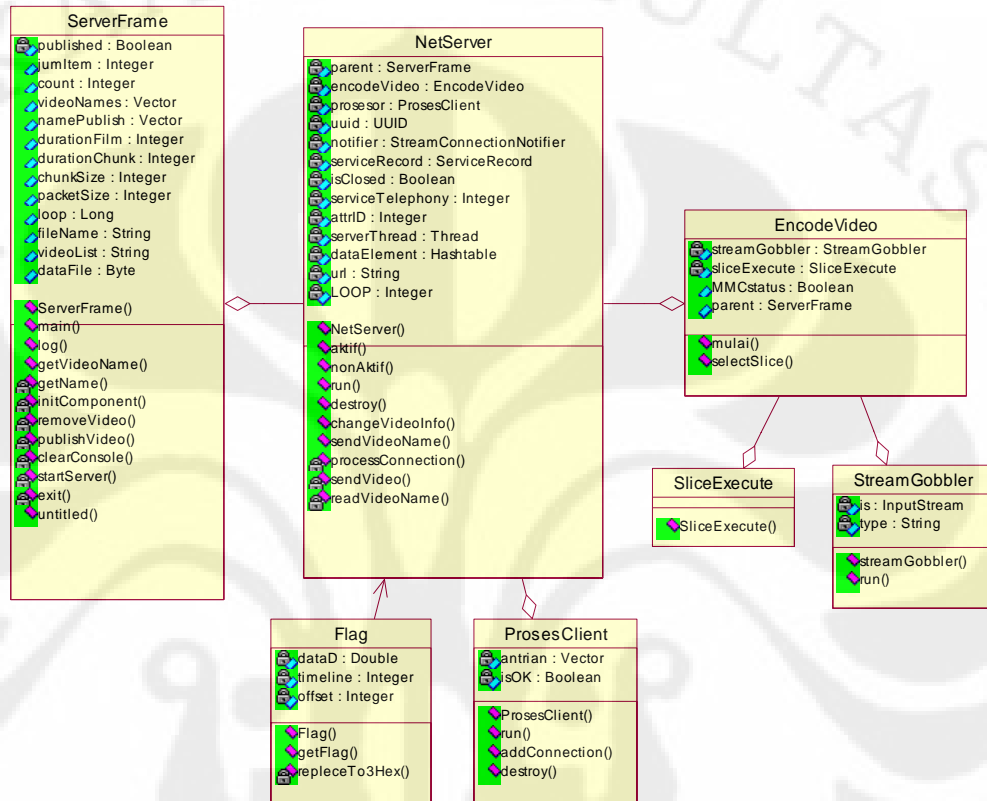 ServerFrame
published : Boolean
jumItem : Integer
count : Integer
videoNames : Vector
namePublish : Vector
durationFilm : Integer
durationChunk : Integer
chunkSize : Integer
packetSize : Integer
loop : Long
fileName : String
videoList : String
dataFile : Byte
ServerFrame()
main()
log()
getVideoName()
getName()
initComponent()
removeVideo()
publishVideo()
clearConsole()
startServer()
exit()
untitled()
NetServer
parent : ServerFrame
encodeVideo : EncodeVideo
prosesor : ProsesClient
uuid : UUID
notifier : StreamConnectionNotifier
serviceRecord : ServiceRecord
isClosed : Boolean
serviceTelephony : Integer
attrID : Integer
serverThread : Thread
dataElement : Hashtable
url : String
LOOP : Integer
NetServer()
aktif()
nonAktif()
run()
destroy()
changeVideoInfo()
sendVideoName()
processConnection()
sendVideo()
readVideoName()
EncodeVideo
streamGobbler : StreamGobbler
sliceExecute : SliceExecute
MMCstatus : Boolean
parent : ServerFrame
mulai()
selectSlice()
SliceExecute
SliceExecute()
StreamGobbler
is : InputStream
type : String
streamGobbler()
run()
Flag
dataD : Double
timeline : Integer
offset : Integer
Flag()
getFlag()
repleceTo3Hex()
ProsesClient
antrian : Vector
isOK : Boolean
ProsesClient()
run()
addConnection()
destroy()
ULTAS